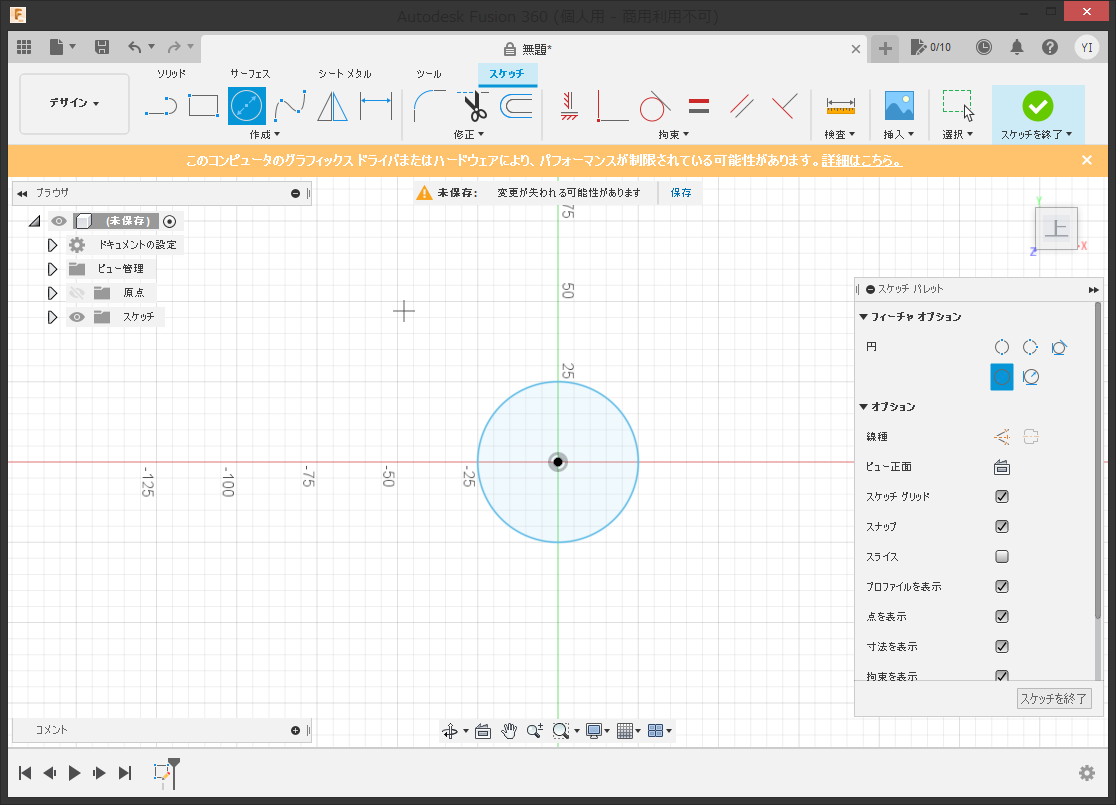 Autodesk Fusion 360 (個人用 - 商用利用不可)
無題*
0/10
YI
ソリッド サーフェス シート メタル ツール スケッチ
デザイン
作成 修正 拘束 検査 挿入 選択 スケッチを終了
このコンピュータのグラフィックス ドライバまたはハードウェアにより、パフォーマンスが制限されている可能性があります。詳細はこちら。
ブラウザ
未保存: 変更が失われる可能性があります 保存
(未保存)
ドキュメントの設定
ビュー管理
原点
スケッチ
75
50
25
-125
-100
-75
-50
-25
Y
上
X
Z
スケッチ パレット
フィーチャ オプション
円
オプション
線種
ビュー正面
スケッチ グリッド
スナップ
スライス
プロファイルを表示
点を表示
寸法を表示
拘束を表示
スケッチを終了
コメント